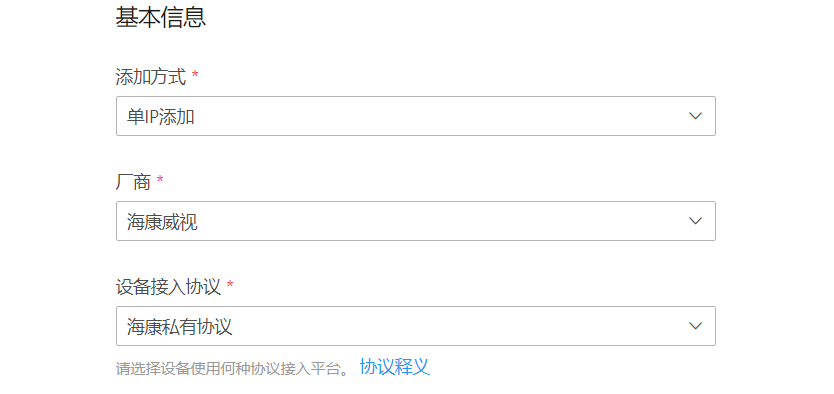 基本信息
添加方式 *
单IP添加
厂商 *
海康威视
设备接入协议 *
海康私有协议
请选择设备使用何种协议接入平台。 协议释义